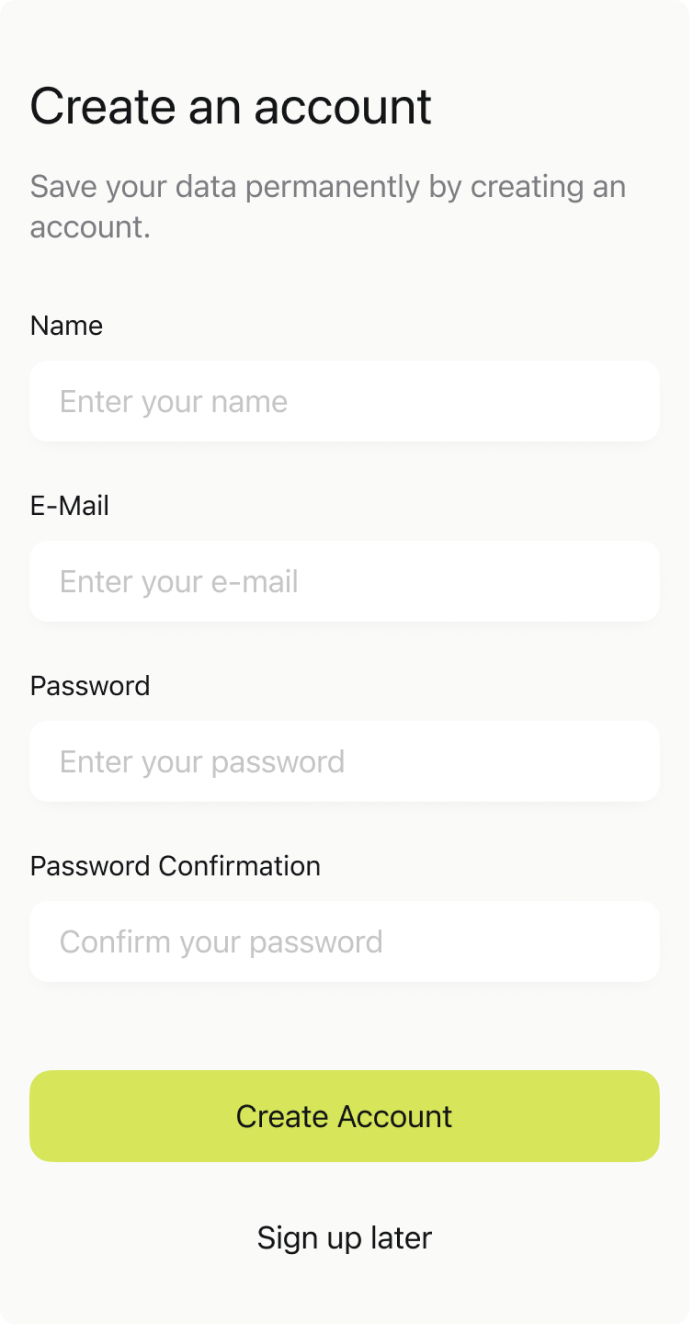 Create an account
Save your data permanently by creating an
account.
Name
Enter your name
E-Mail
Enter your e-mail
Password
Enter your password
Password Confirmation
Confirm your password
Create Account
Sign up later